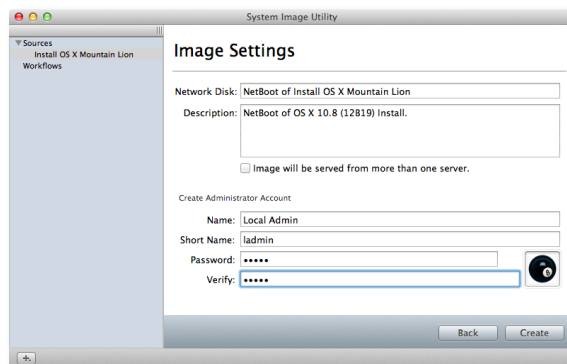 System Image Utility
Sources
Install OS X Mountain Lion
Workflows
Image Settings
Network Disk: NetBoot of Install OS X Mountain Lion
Description: NetBoot of OS X 10.8 (12B19) Install.
Image will be served from more than one server.
Create Administrator Account
Name: Local Admin
Short Name: ladmin
Password: •••••
Verify: •••••
8
Back Create